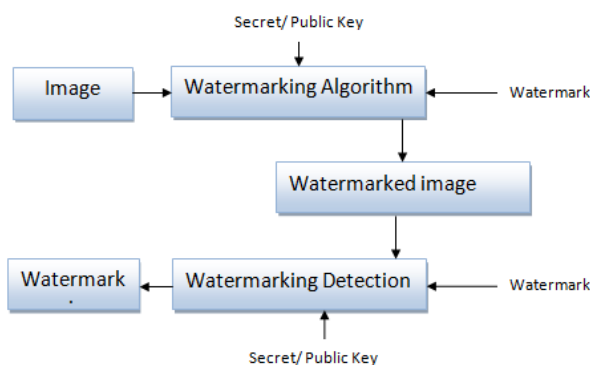 Secret/ Public Key
Image
Watermarking Algorithm
Watermark
Watermarked image
Watermark
.
Watermarking Detection
Watermark
Secret/ Public Key